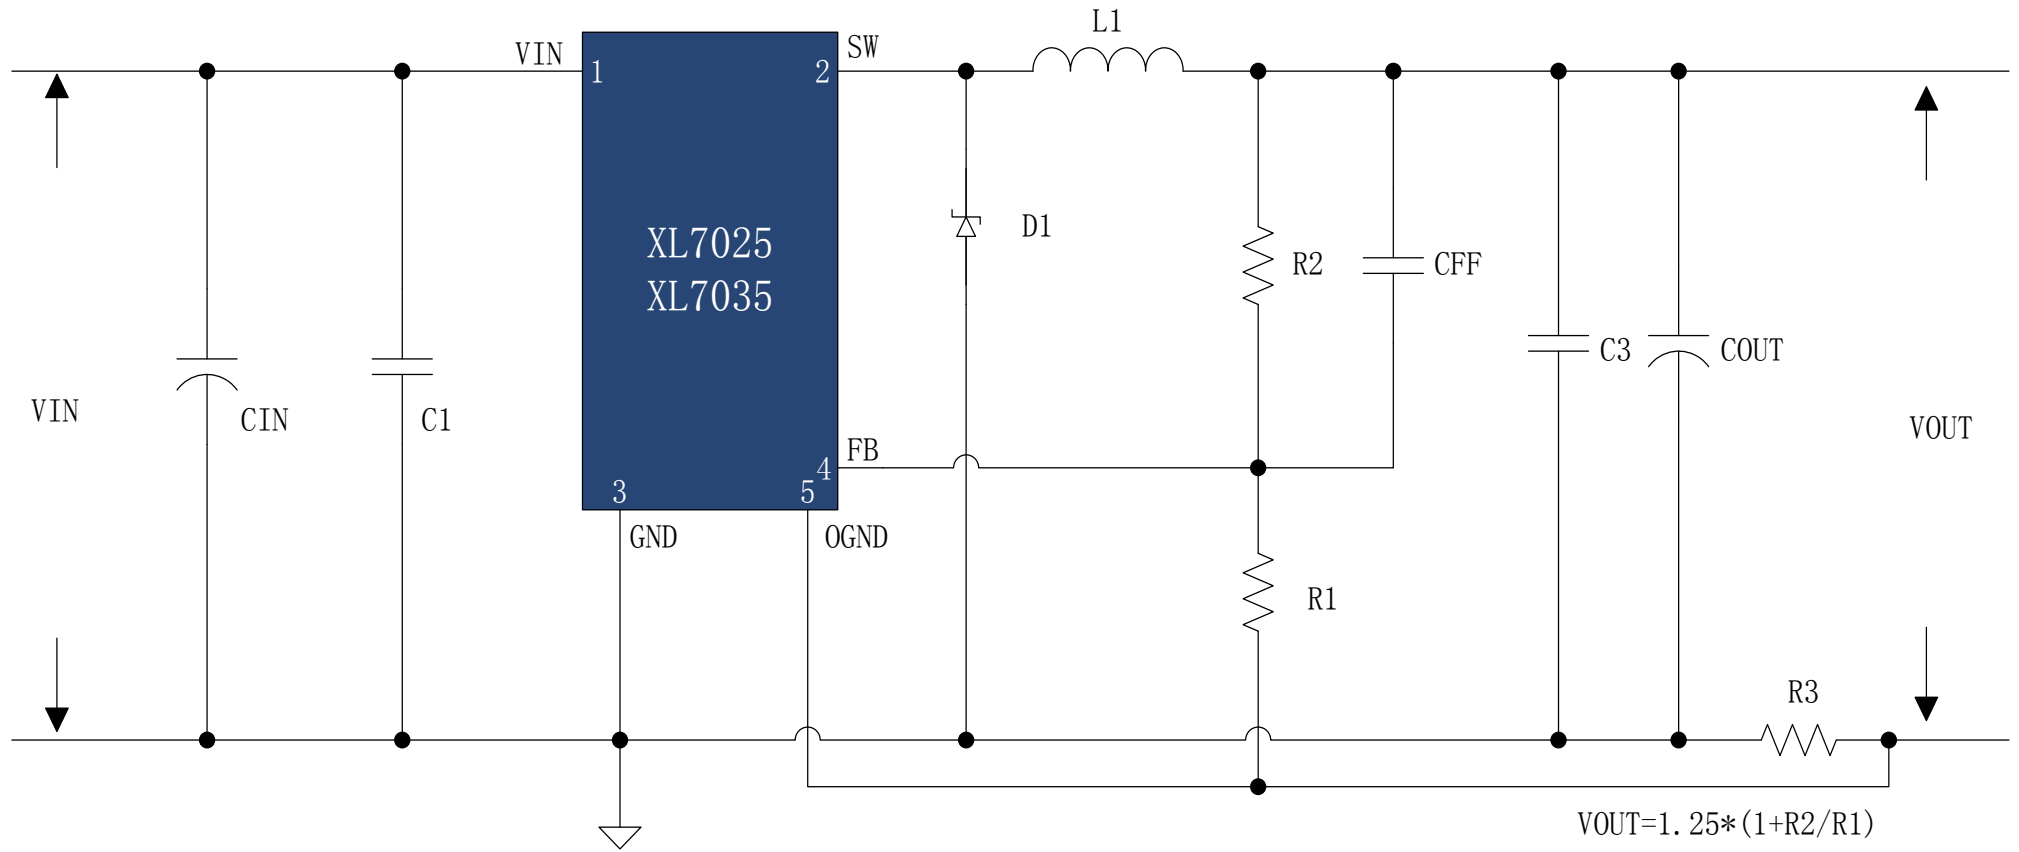 L1
VIN
1
2
SW
XL7025
XL7035
D1
R2
CFF
C3
COUT
VIN
CIN
C1
VOUT
FB
4
3
5
GND
OGND
R1
R3
VOUT=1.25*(1+R2/R1)